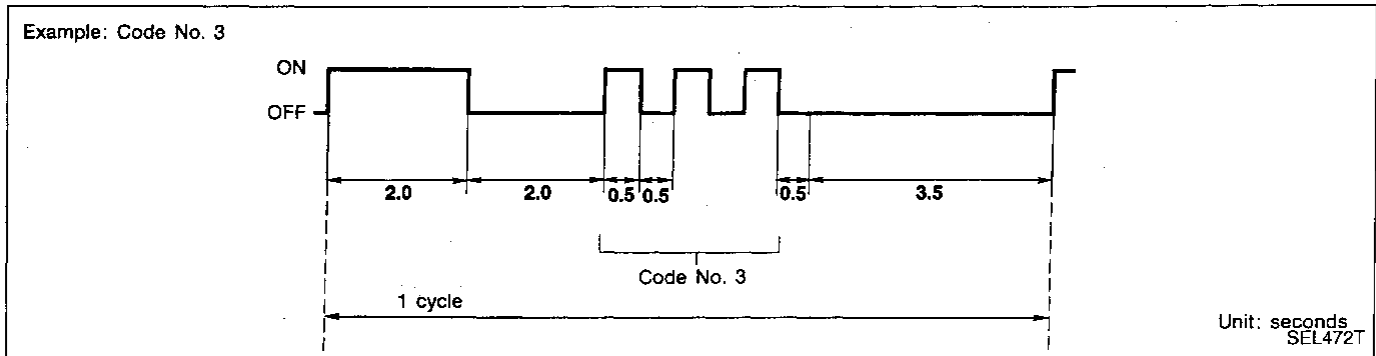 Example: Code No. 3
ON
OFF
2.0 2.0 0.5 0.5 0.5 3.5
Code No. 3
1 cycle
Unit: seconds
SEL472T